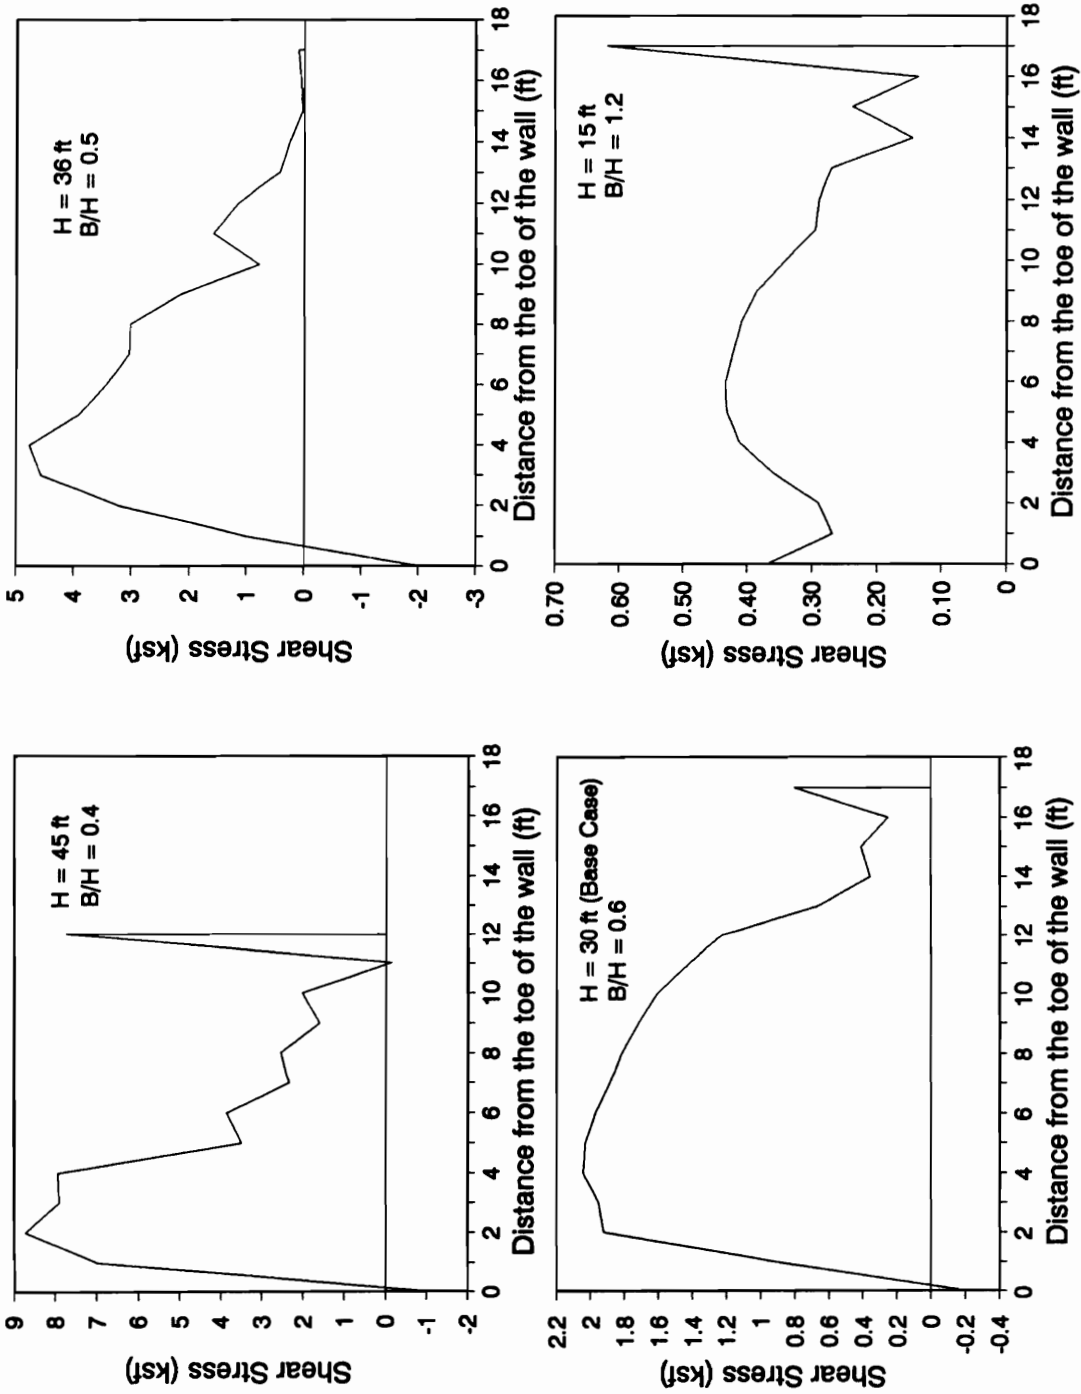 Shear Stress (ksf)
9
8
7
6
5
4
3
2
1
0
-1
H = 45 ft
B/H = 0.4
0 2 4 6 8 10 12 14 16 18
Distance from the toe of the wall (ft)
Shear Stress (ksf)
5
4
3
2
1
0
-1
-2
-3
H = 36 ft
B/H = 0.5
0 2 4 6 8 10 12 14 16 18
Distance from the toe of the wall (ft)
Shear Stress (ksf)
2.2
2
1.8
1.6
1.4
1.2
1
0.8
0.6
0.4
0.2
0
-0.2
-0.4
H = 30 ft (Base Case)
B/H = 0.6
0 2 4 6 8 10 12 14 16 18
Distance from the toe of the wall (ft)
Shear Stress (ksf)
0.70
0.60
0.50
0.40
0.30
0.20
0.10
0
H = 15 ft
B/H = 1.2
0 2 4 6 8 10 12 14 16 18
Distance from the toe of the wall (ft)